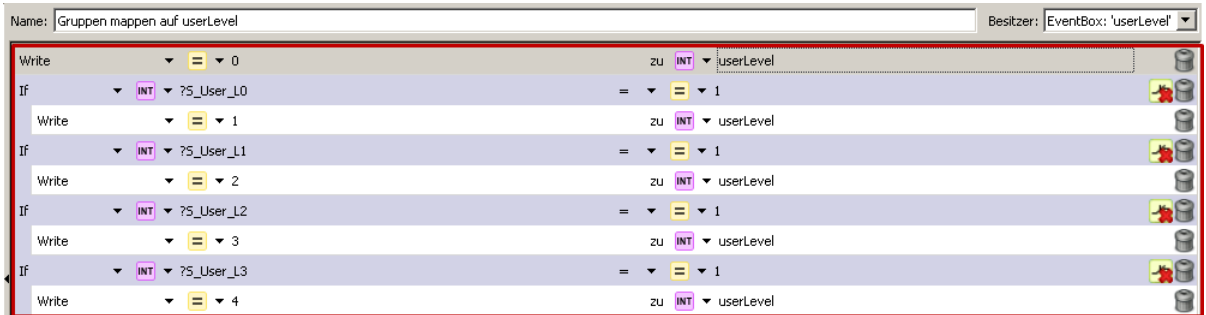 Name: Gruppen mappen auf userLevel Besitzer: EventBox: 'userLevel'
Write = 0 zu INT userLevel
If INT ?S_User_L0 = = 1
Write = 1 zu INT userLevel
If INT ?S_User_L1 = = 1
Write = 2 zu INT userLevel
If INT ?S_User_L2 = = 1
Write = 3 zu INT userLevel
If INT ?S_User_L3 = = 1
Write = 4 zu INT userLevel